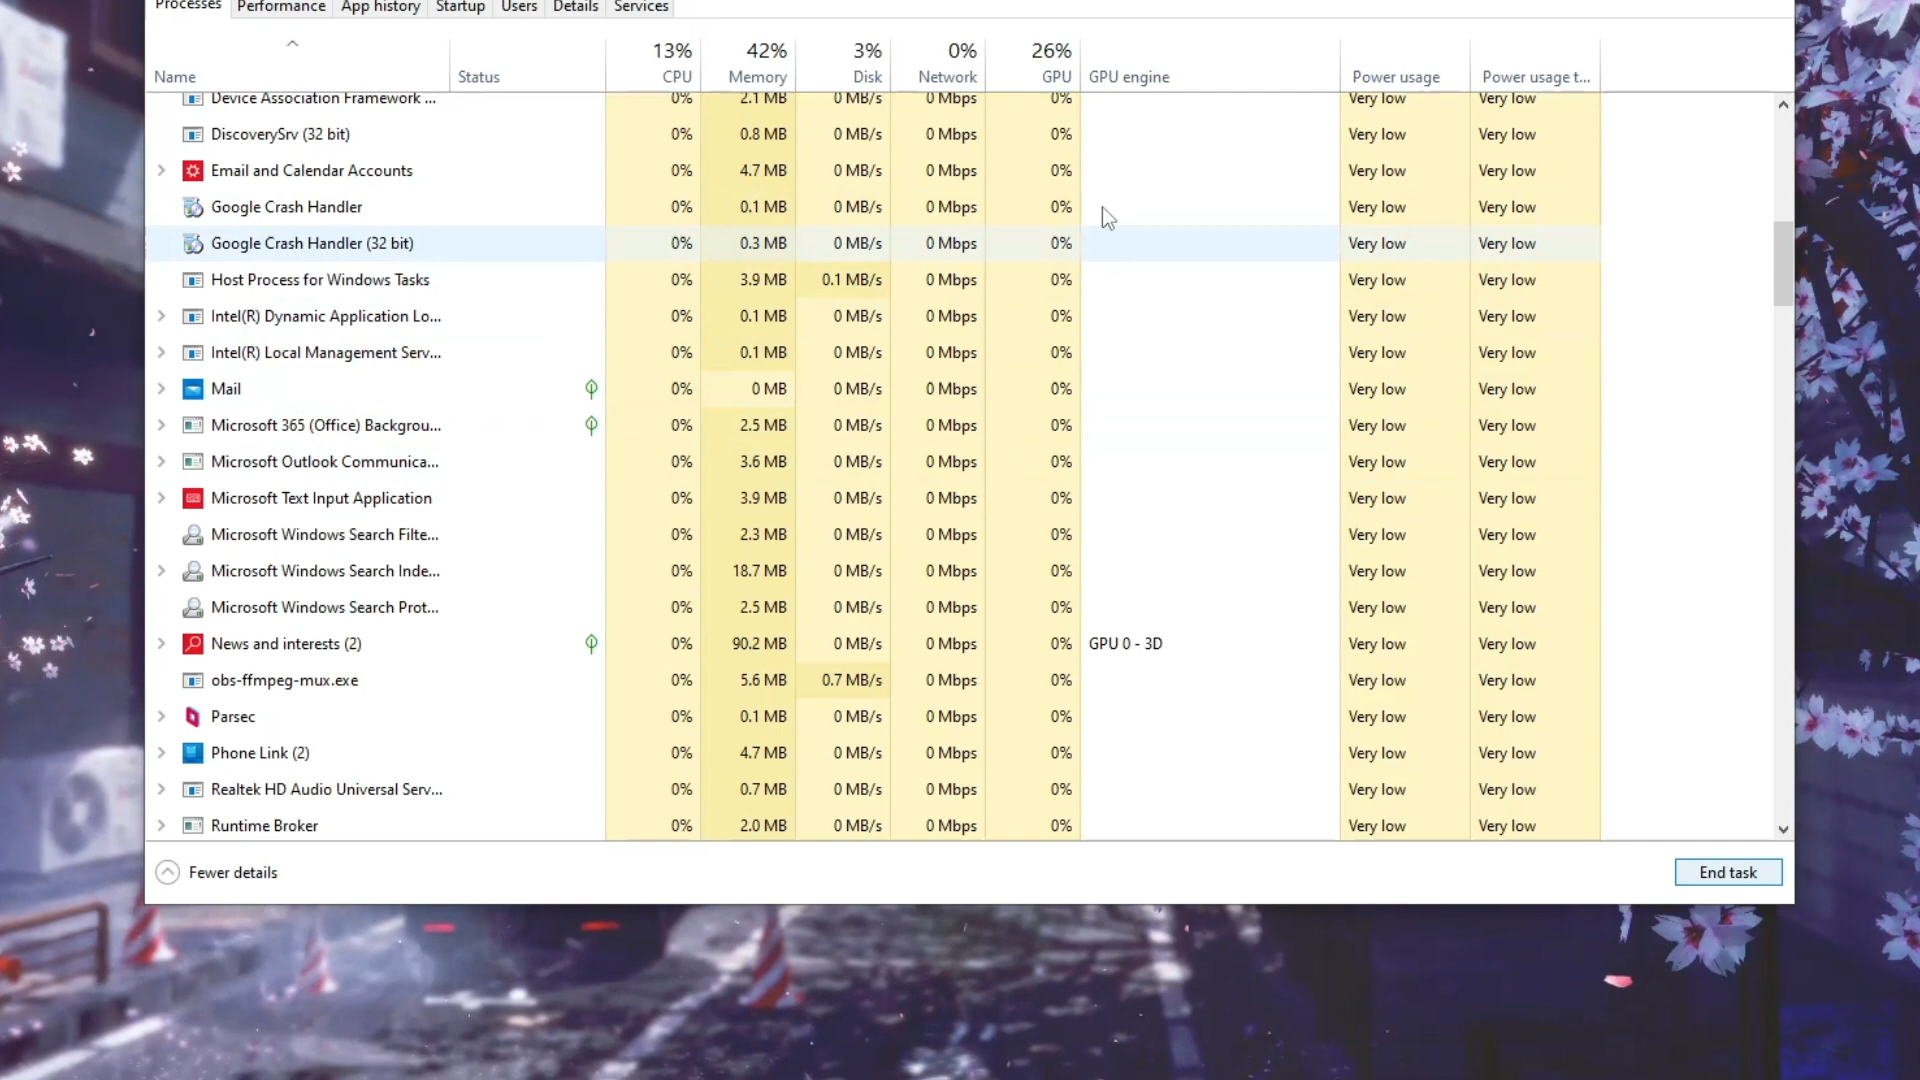 Processes Performance App history Startup Users Details Services
13% 42% 3% 0% 26%
Name Status CPU Memory Disk Network GPU GPU engine Power usage Power usage t...
Device Association Framework ... 0% 2.1 MB 0 MB/s 0 Mbps 0% Very low Very low
DiscoverySrv (32 bit) 0% 0.8 MB 0 MB/s 0 Mbps 0% Very low Very low
Email and Calendar Accounts 0% 4.7 MB 0 MB/s 0 Mbps 0% Very low Very low
Google Crash Handler 0% 0.1 MB 0 MB/s 0 Mbps 0% Very low Very low
Google Crash Handler (32 bit) 0% 0.3 MB 0 MB/s 0 Mbps 0% Very low Very low
Host Process for Windows Tasks 0% 3.9 MB 0.1 MB/s 0 Mbps 0% Very low Very low
Intel(R) Dynamic Application Lo... 0% 0.1 MB 0 MB/s 0 Mbps 0% Very low Very low
Intel(R) Local Management Serv... 0% 0.1 MB 0 MB/s 0 Mbps 0% Very low Very low
Mail 0% 0 MB 0 MB/s 0 Mbps 0% Very low Very low
Microsoft 365 (Office) Backgrou... 0% 2.5 MB 0 MB/s 0 Mbps 0% Very low Very low
Microsoft Outlook Communica... 0% 3.6 MB 0 MB/s 0 Mbps 0% Very low Very low
Microsoft Text Input Application 0% 3.9 MB 0 MB/s 0 Mbps 0% Very low Very low
Microsoft Windows Search Filte... 0% 2.3 MB 0 MB/s 0 Mbps 0% Very low Very low
Microsoft Windows Search Inde... 0% 18.7 MB 0 MB/s 0 Mbps 0% Very low Very low
Microsoft Windows Search Prot... 0% 2.5 MB 0 MB/s 0 Mbps 0% Very low Very low
News and interests (2) 0% 90.2 MB 0 MB/s 0 Mbps 0% GPU 0 - 3D Very low Very low
obs-ffmpeg-mux.exe 0% 5.6 MB 0.7 MB/s 0 Mbps 0% Very low Very low
Parsec 0% 0.1 MB 0 MB/s 0 Mbps 0% Very low Very low
Phone Link (2) 0% 4.7 MB 0 MB/s 0 Mbps 0% Very low Very low
Realtek HD Audio Universal Serv... 0% 0.7 MB 0 MB/s 0 Mbps 0% Very low Very low
Runtime Broker 0% 2.0 MB 0 MB/s 0 Mbps 0% Very low Very low
Fewer details End task